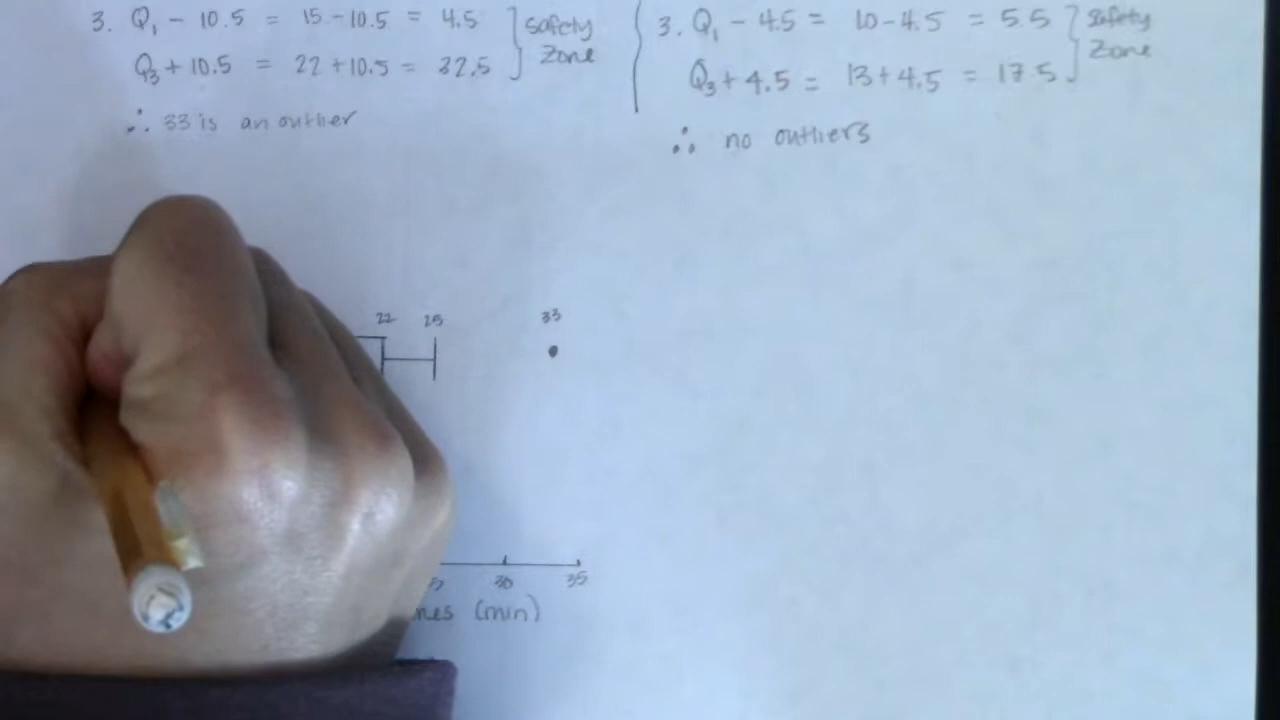 3. Q₁ - 10.5 = 15 - 10.5 = 4.5
Q₃ + 10.5 = 22 + 10.5 = 32.5
Safety
Zone
∴ 33 is an outlier
3. Q₁ - 4.5 = 10 - 4.5 = 5.5
Q₃ + 4.5 = 13 + 4.5 = 17.5
Safety
Zone
∴ no outliers
22 25 33
30 35
(min)